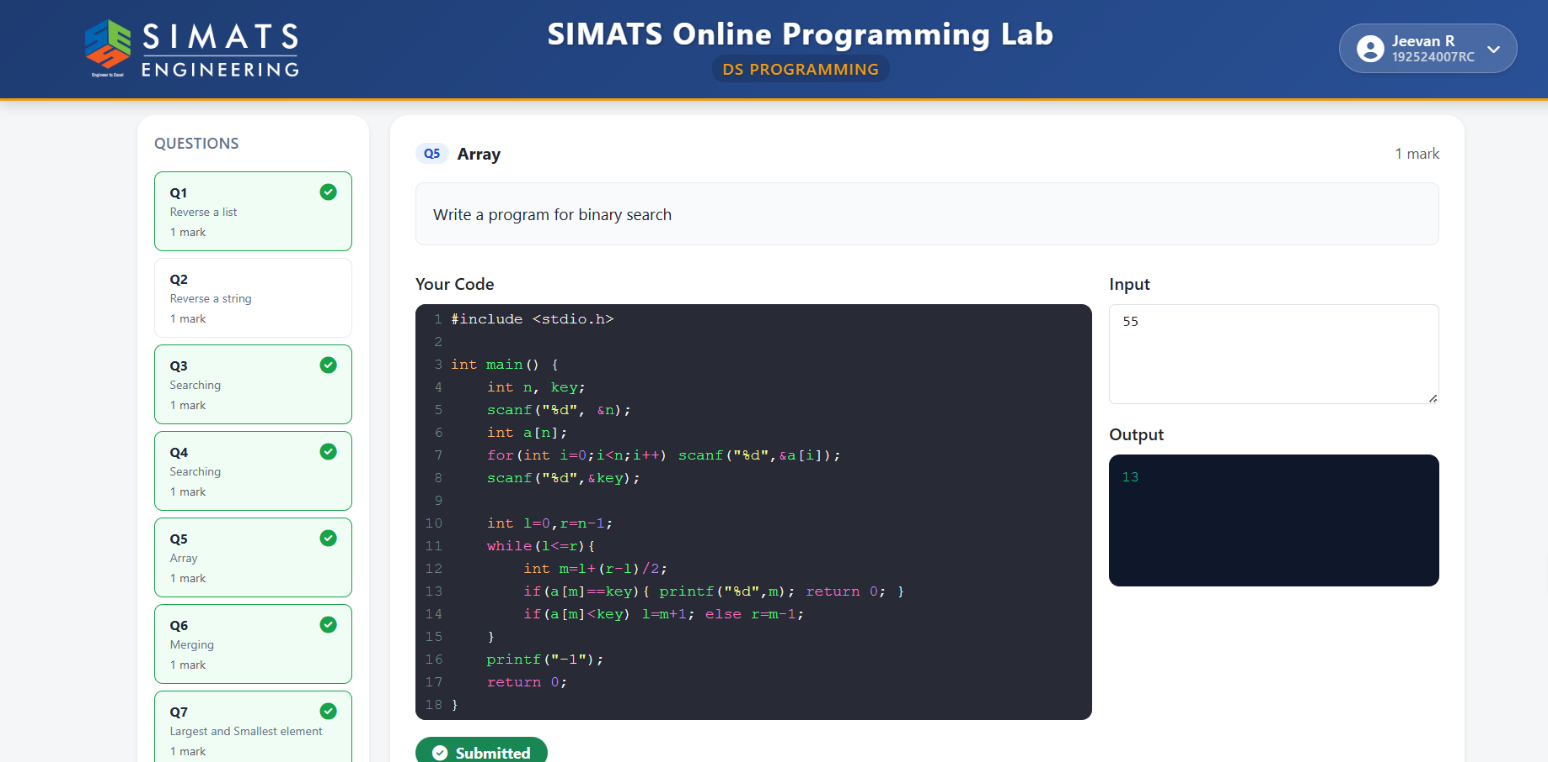 SIMATS
ENGINEERING
Engineer to Excel
SIMATS Online Programming Lab
DS PROGRAMMING
Jeevan R
192524007RC
QUESTIONS
Q1
Reverse a list
1 mark
Q2
Reverse a string
1 mark
Q3
Searching
1 mark
Q4
Searching
1 mark
Q5
Array
1 mark
Q6
Merging
1 mark
Q7
Largest and Smallest element
1 mark
Q5 Array
1 mark
Write a program for binary search
Your Code
1 #include <stdio.h>
2
3 int main() {
4     int n, key;
5     scanf("%d", &n);
6     int a[n];
7     for(int i=0;i<n;i++) scanf("%d",&a[i]);
8     scanf("%d",&key);
9
10     int l=0,r=n-1;
11     while(l<=r){
12         int m=l+(r-l)/2;
13         if(a[m]==key){ printf("%d",m); return 0; }
14         if(a[m]<key) l=m+1; else r=m-1;
15     }
16     printf("-1");
17     return 0;
18 }
Submitted
Input
55
Output
13